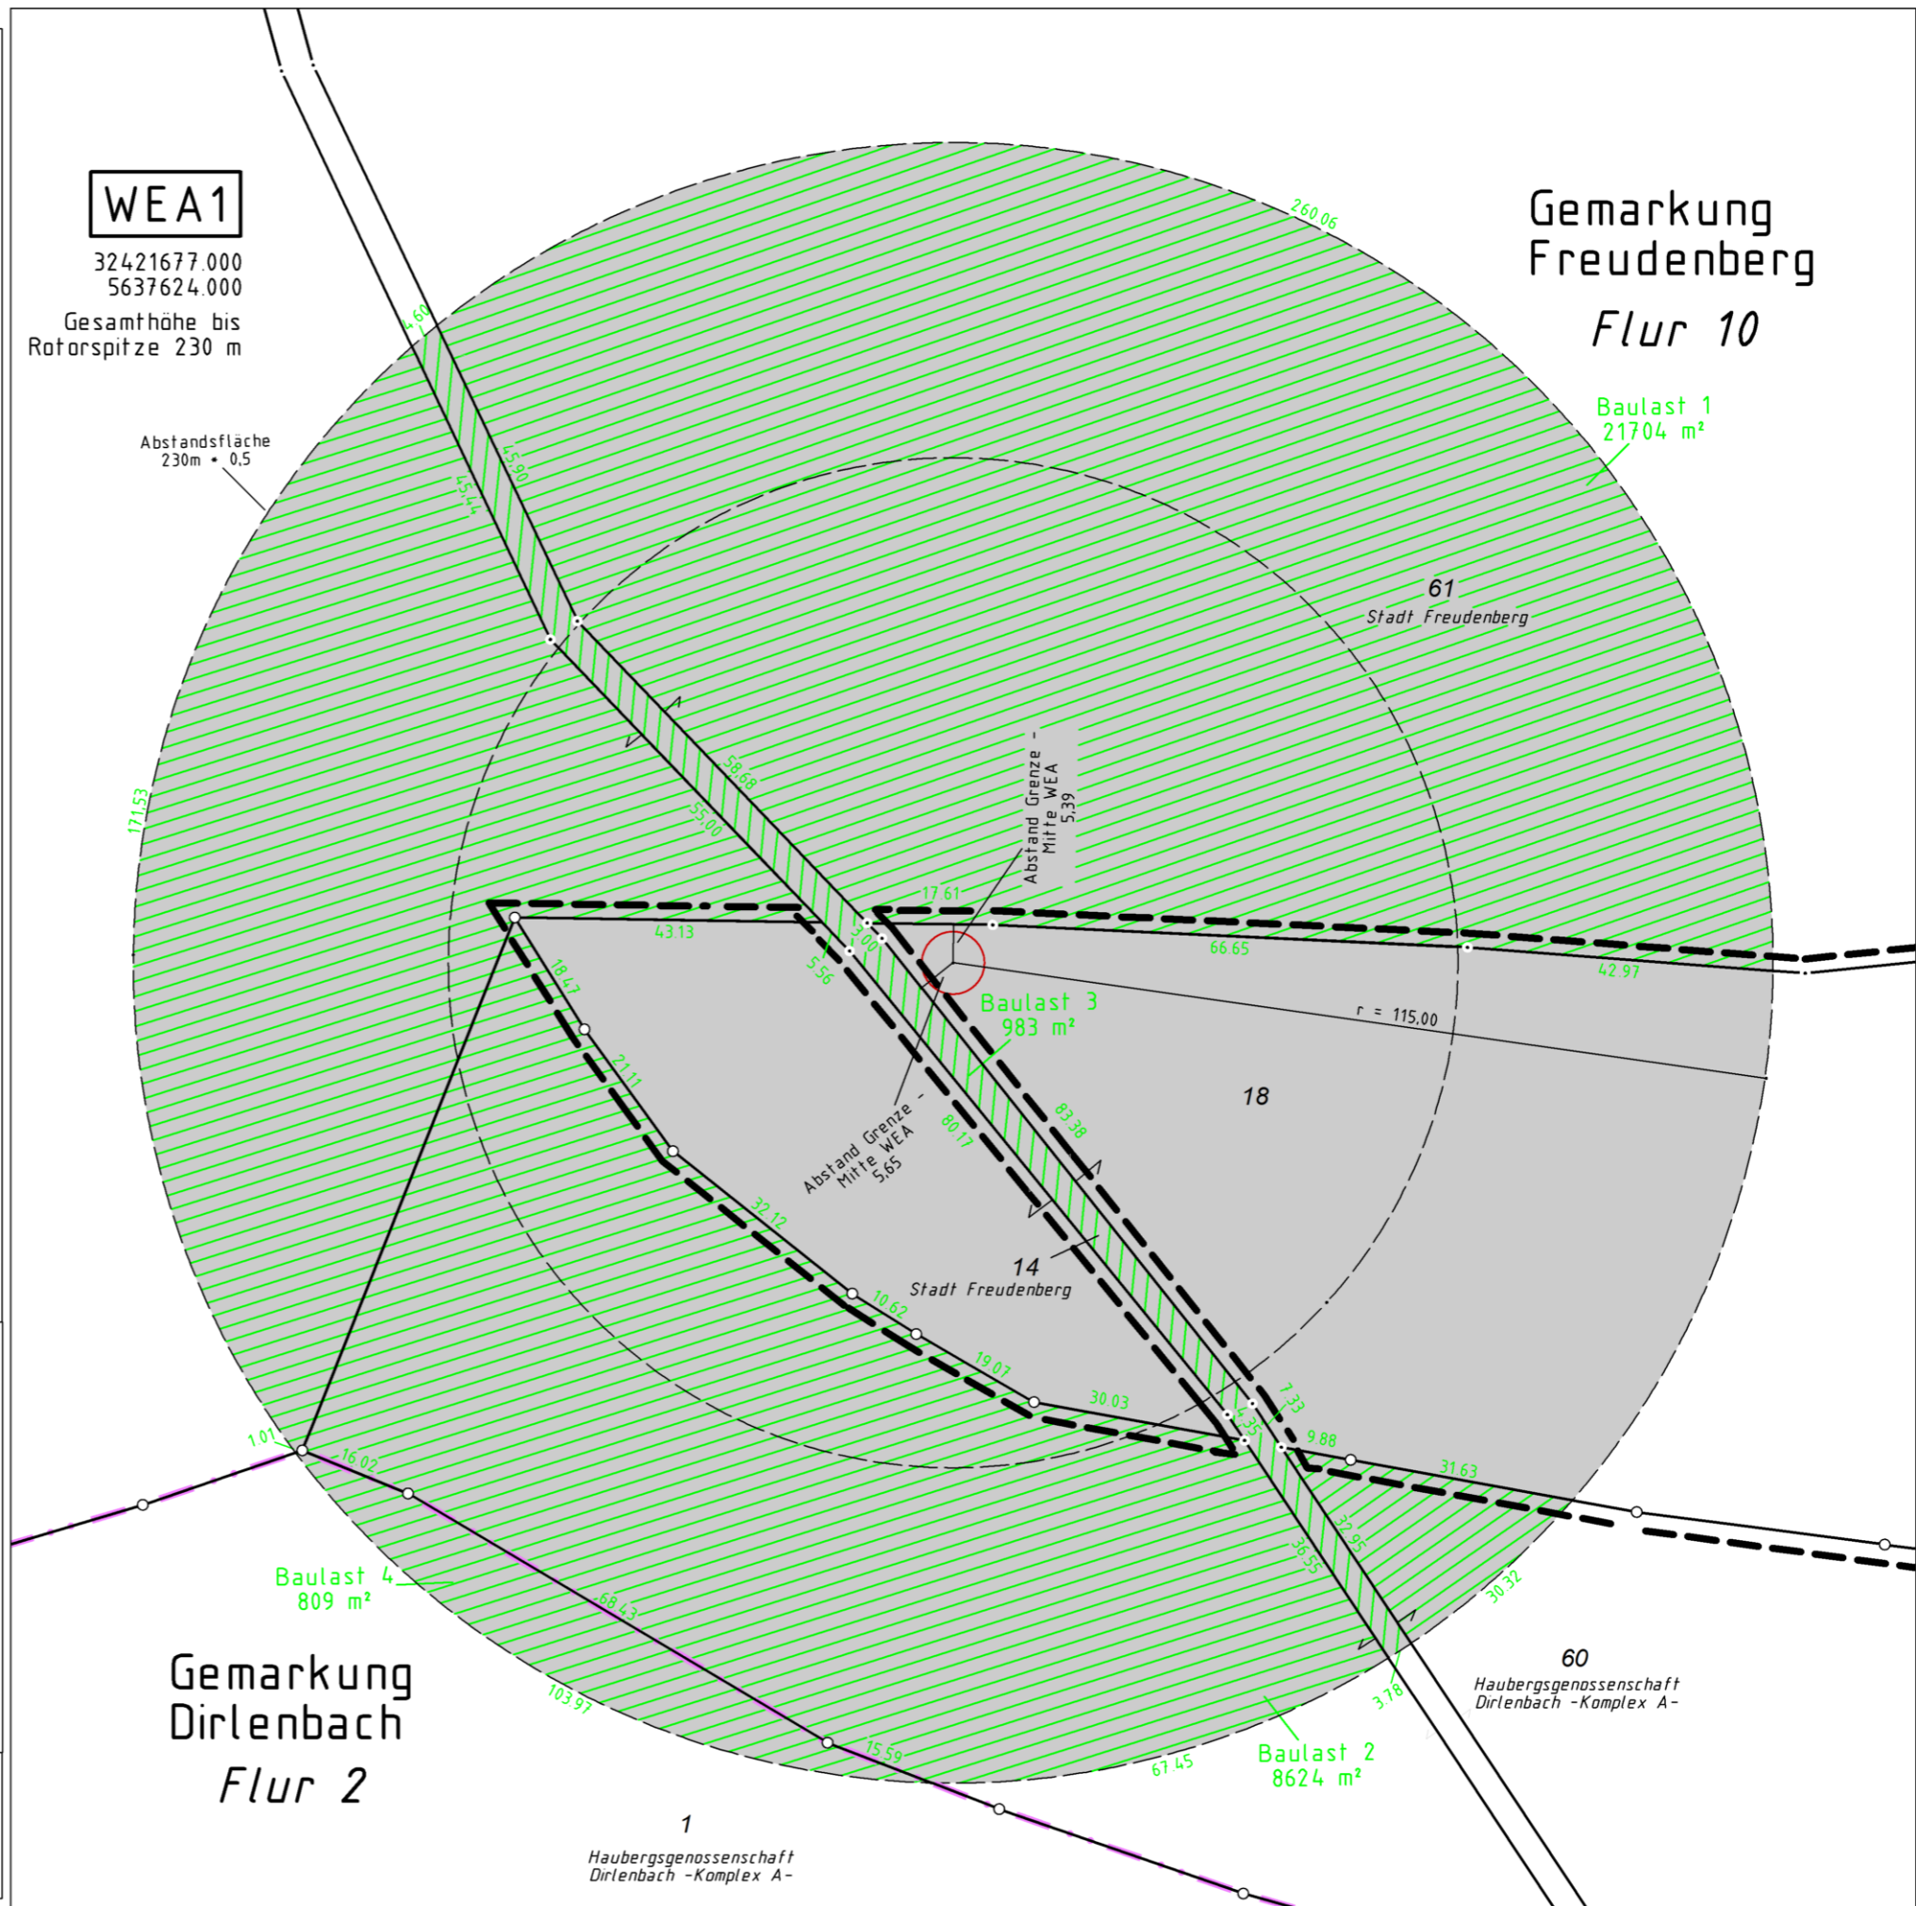 WEA1
32421677.000
5637624.000
Gesamthöhe bis
Rotorspitze 230 m
Abstandsfläche
230m * 0,5
Gemarkung
Freudenberg
Flur 10
260.06
Baulast 1
21704 m²
61
Stadt Freudenberg
4.60
45,90
45,44
171,53
58,68
55,00
Abstand Grenze -
Mitte WEA
5,39
17.61
43.13
3.00
5.56
66.65
42.97
18.47
21.11
Baulast 3
983 m²
r = 115,00
18
83.38
80.17
Abstand Grenze -
Mitte WEA
5,65
32.12
14
Stadt Freudenberg
10.62
19.07
30.03
7.33
4.35
9.88
31.63
1.01
16.02
32.95
36.55
30.32
Baulast 4
809 m²
68.43
Gemarkung
Dirlenbach
Flur 2
103.97
15.59
67.45
3.78
Baulast 2
8624 m²
60
Haubergsgenossenschaft
Dirlenbach -Komplex A-
1
Haubergsgenossenschaft
Dirlenbach -Komplex A-